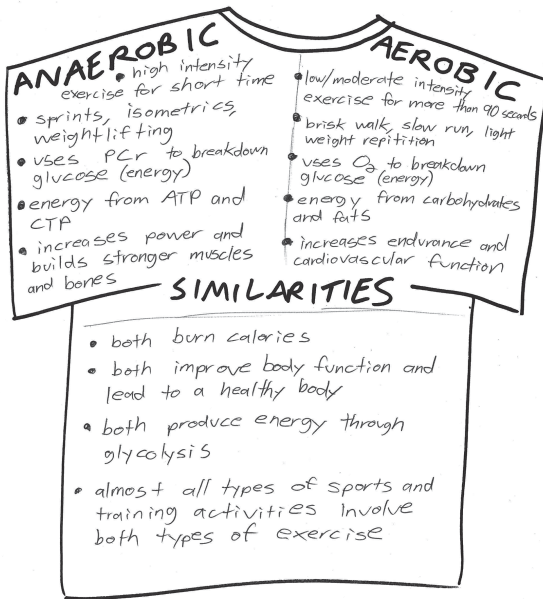 ANAEROBIC
• high intensity
exercise for short time
• sprints, isometrics,
weightlifting
• uses PCr to breakdown
glucose (energy)
• energy from ATP and
CTP
• increases power and
builds stronger muscles
and bones
AEROBIC
• low/moderate intensity
exercise for more than 90 seconds
• brisk walk, slow run, light
weight repitition
• uses O₂ to breakdown
glucose (energy)
• energy from carbohydrates
and fats
• increases endurance and
cardiovascular function
SIMILARITIES
• both burn calories
• both improve body function and
lead to a healthy body
• both produce energy through
glycolysis
• almost all types of sports and
training activities involve
both types of exercise